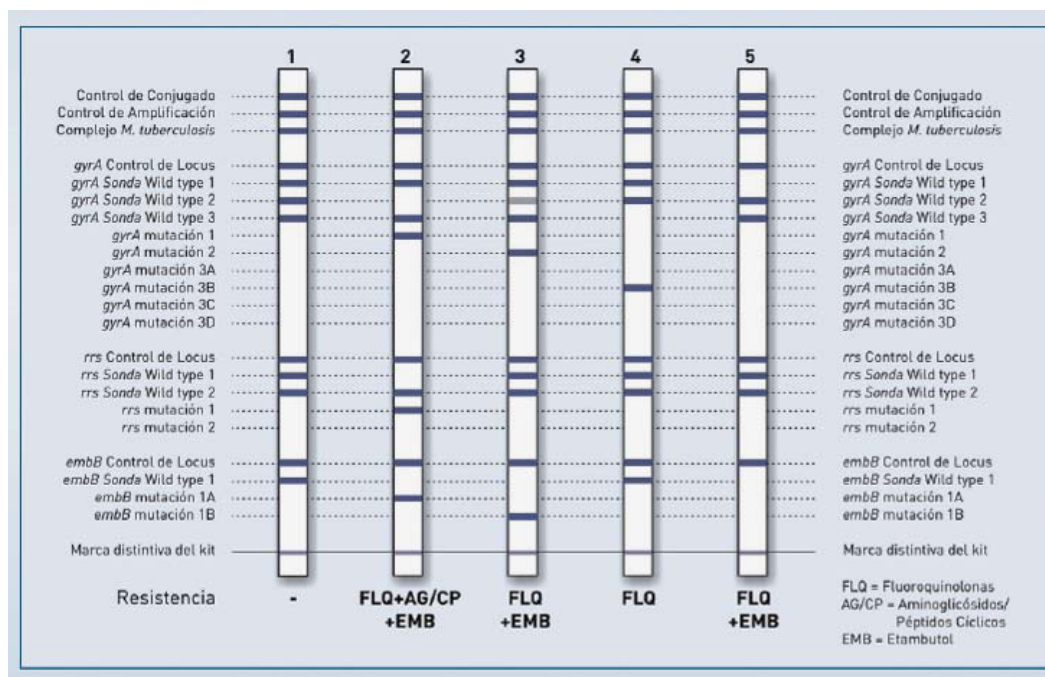 1 2 3 4 5
Control de Conjugado
Control de Amplificación
Complejo M. tuberculosis
gyrA Control de Locus
gyrA Sonda Wild type 1
gyrA Sonda Wild type 2
gyrA Sonda Wild type 3
gyrA mutación 1
gyrA mutación 2
gyrA mutación 3A
gyrA mutación 3B
gyrA mutación 3C
gyrA mutación 3D
rrs Control de Locus
rrs Sonda Wild type 1
rrs Sonda Wild type 2
rrs mutación 1
rrs mutación 2
embB Control de Locus
embB Sonda Wild type 1
embB mutación 1A
embB mutación 1B
Marca distintiva del kit
Resistencia
-
FLQ+AG/CP
+EMB
FLQ
+EMB
FLQ
FLQ
+EMB
Control de Conjugado
Control de Amplificación
Complejo M. tuberculosis
gyrA Control de Locus
gyrA Sonda Wild type 1
gyrA Sonda Wild type 2
gyrA Sonda Wild type 3
gyrA mutación 1
gyrA mutación 2
gyrA mutación 3A
gyrA mutación 3B
gyrA mutación 3C
gyrA mutación 3D
rrs Control de Locus
rrs Sonda Wild type 1
rrs Sonda Wild type 2
rrs mutación 1
rrs mutación 2
embB Control de Locus
embB Sonda Wild type 1
embB mutación 1A
embB mutación 1B
Marca distintiva del kit
FLQ = Fluoroquinolonas
AG/CP = Aminoglicósidos/
Péptidos Cíclicos
EMB = Etambutol